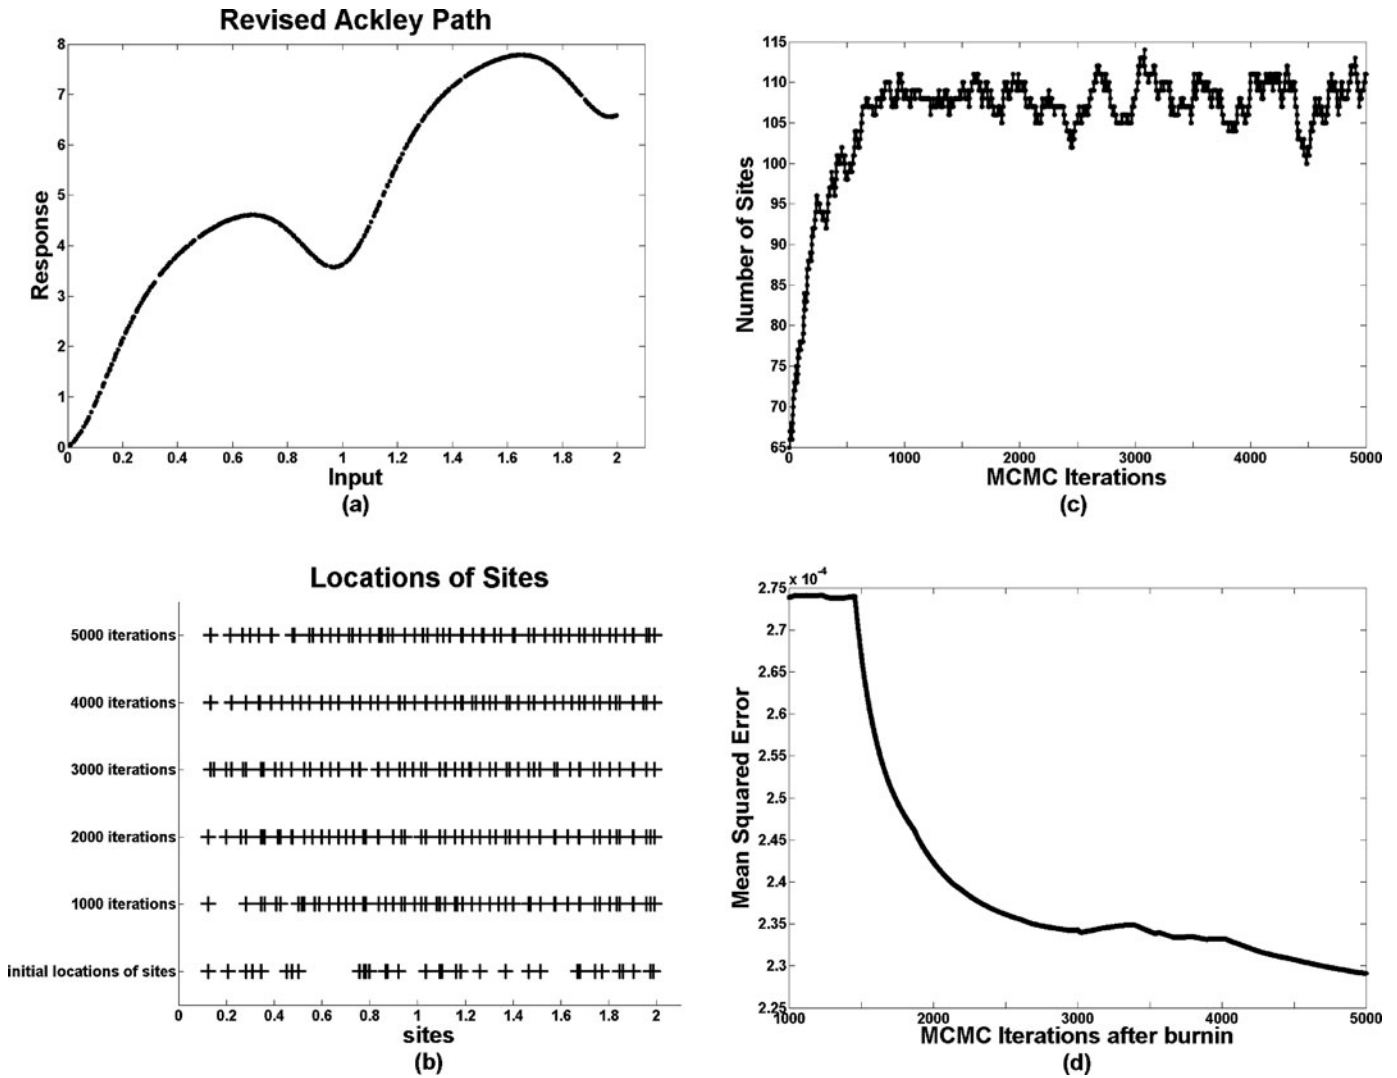 Revised Ackley Path
8
7
6
5
4
3
2
1
0
Response
0 0.2 0.4 0.6 0.8 1 1.2 1.4 1.6 1.8 2
Input
(a)
115
110
105
100
95
90
85
80
75
70
65
Number of Sites
0 1000 2000 3000 4000 5000
MCMC Iterations
(c)
Locations of Sites
5000 iterations
4000 iterations
3000 iterations
2000 iterations
1000 iterations
initial locations of sites
0 0.2 0.4 0.6 0.8 1 1.2 1.4 1.6 1.8 2
sites
(b)
2.75 x 10-4
2.7
2.65
2.6
2.55
2.5
2.45
2.4
2.35
2.3
2.25
Mean Squared Error
1000 2000 3000 4000 5000
MCMC Iterations after burnin
(d)